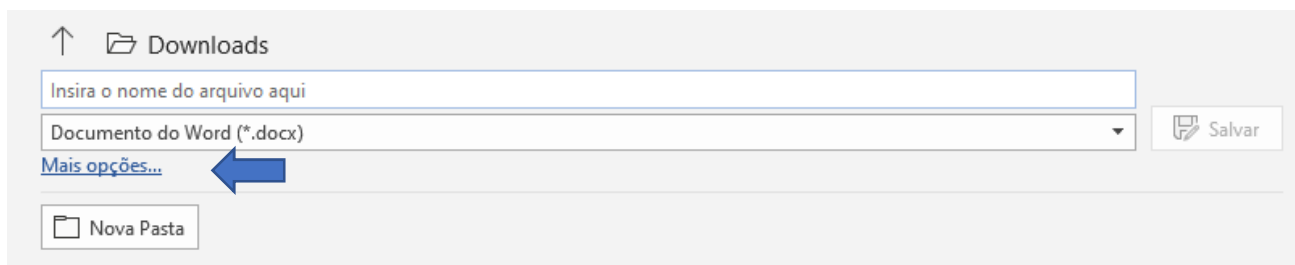 Downloads
Insira o nome do arquivo aqui
Documento do Word (*.docx)
Salvar
Mais opções...
Nova Pasta